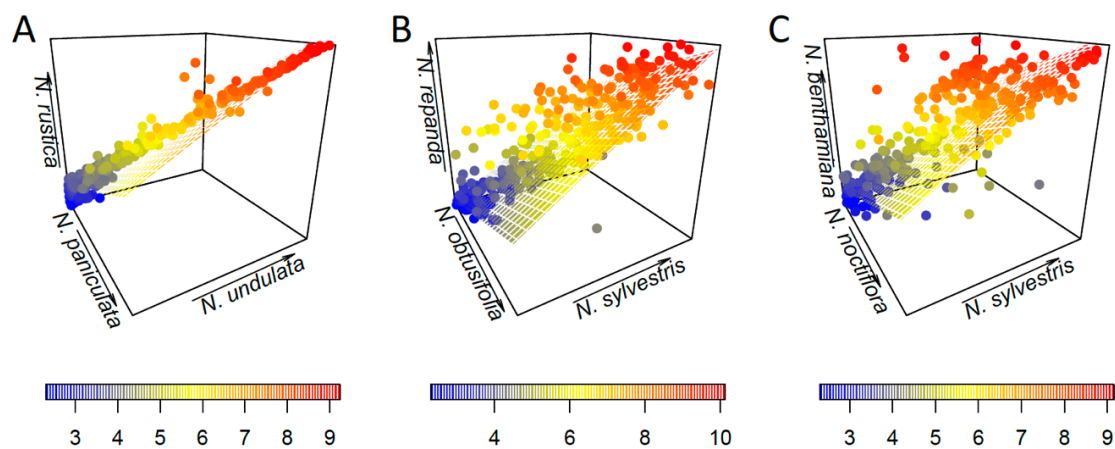 A
N. rustica
N. paniculata
N. undulata
3 4 5 6 7 8 9
B
N. repanda
N. obtusifolia
N. sylvestris
4 6 8 10
C
N. benthamiana
N. noctiflora
N. sylvestris
3 4 5 6 7 8 9